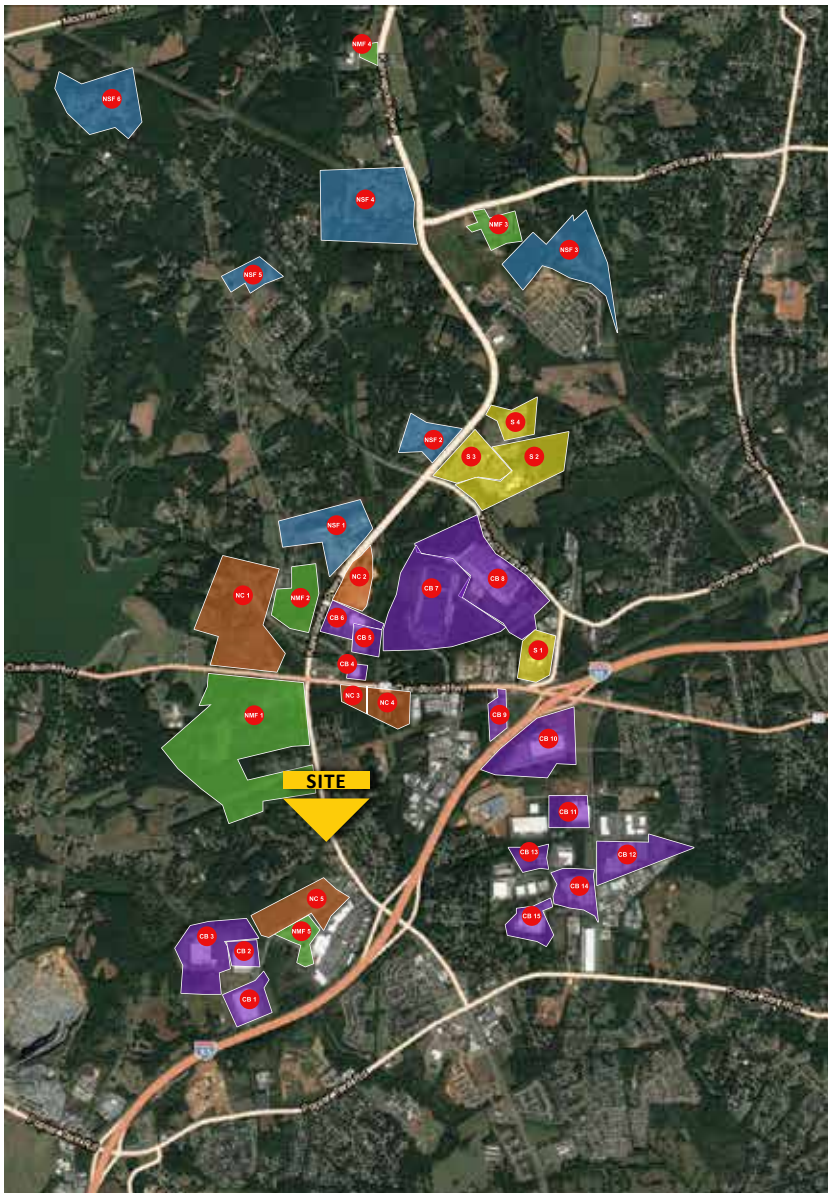 NMF 4
NSF 6
NSF 4
NMF 3
NSF 3
NSF 5
S 4
NSF 2
S 3
S 2
NSF 1
NC 2
CB 8
CB 7
NC 1
NMF 2
CB 6
CB 5
S 1
CB 4
NC 3
NC 4
NMF 1
CB 9
CB 10
SITE
CB 11
CB 13
CB 12
CB 14
CB 15
NC 5
NMF 5
CB 3
CB 2
CB 1